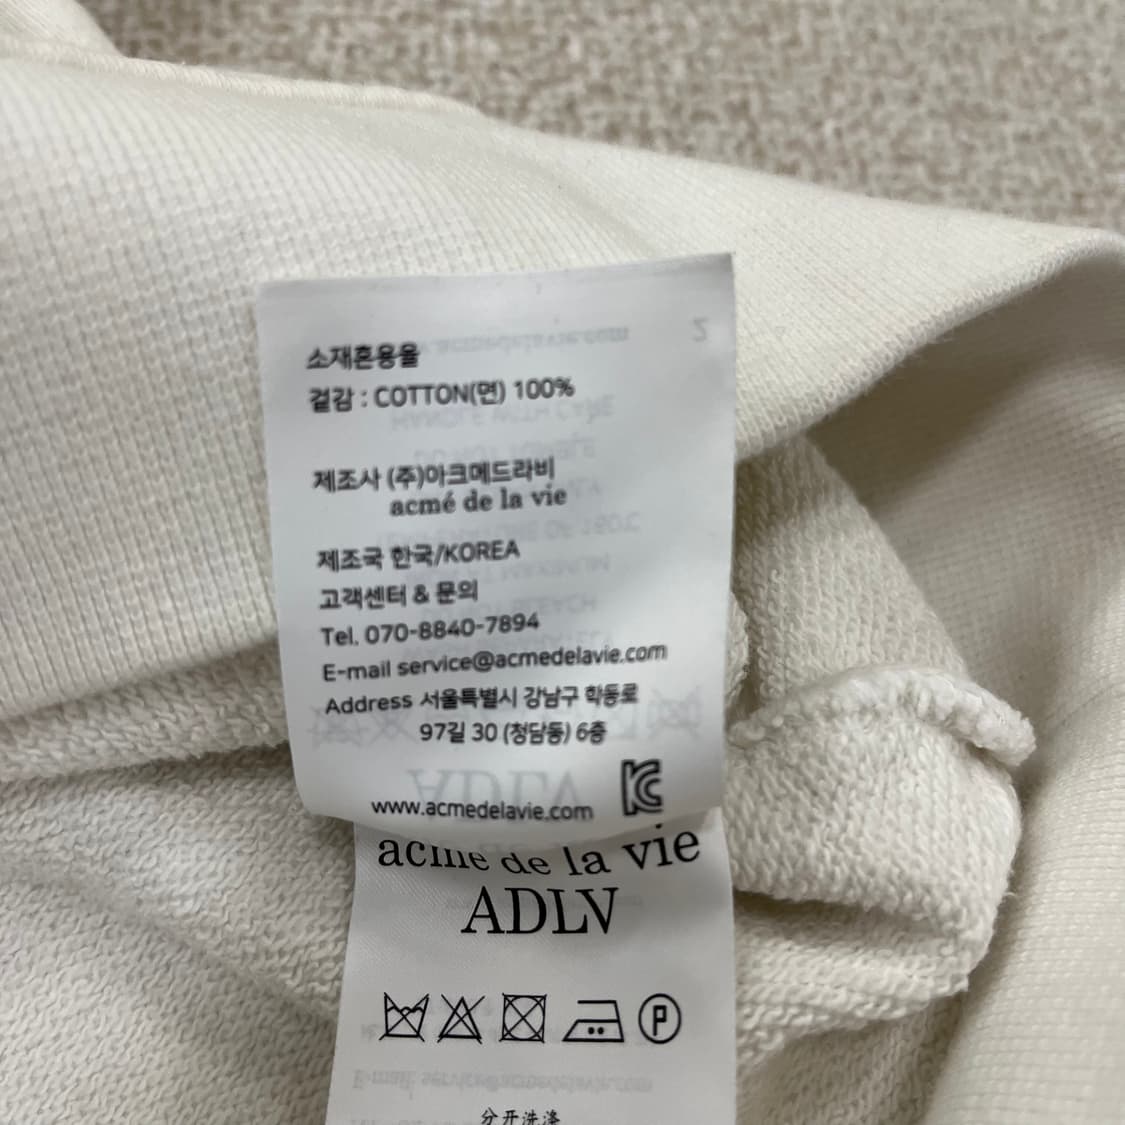 소재혼용율
겉감 : COTTON(면) 100%
제조사 (주)아크메드라비
acmé de la vie
제조국 한국/KOREA
고객센터 & 문의
Tel. 070-8840-7894
E-mail service@acmedelavie.com
Address 서울특별시 강남구 학동로
97길 30 (청담동) 6층
www.acmedelavie.com
acmé de la vie
ADLV
P
分开洗涤